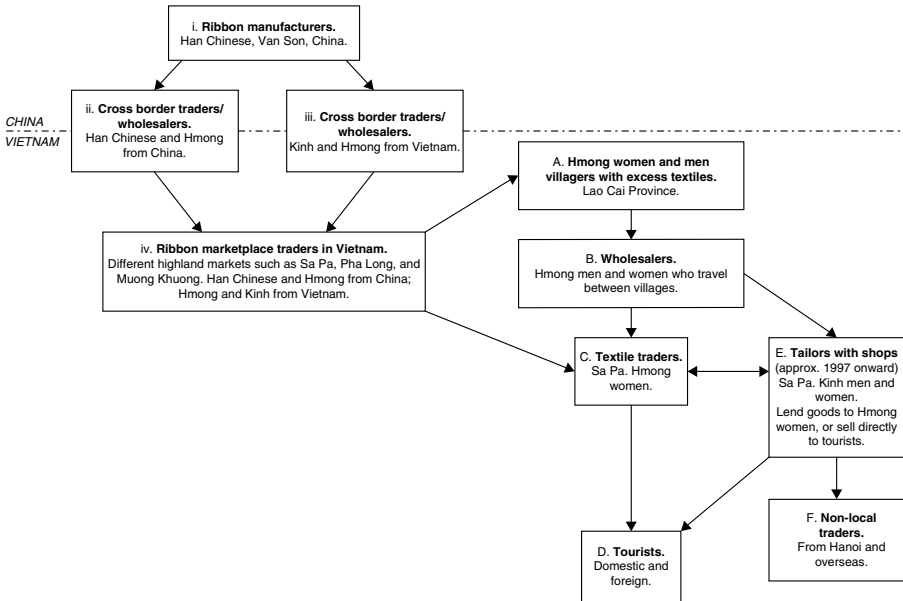 i. Ribbon manufacturers.
Han Chinese, Van Son, China.
ii. Cross border traders/
wholesalers.
Han Chinese and Hmong
from China.
iii. Cross border traders/
wholesalers.
Kinh and Hmong from Vietnam.
CHINA
VIETNAM
A. Hmong women and men
villagers with excess textiles.
Lao Cai Province.
iv. Ribbon marketplace traders in Vietnam.
Different highland markets such as Sa Pa, Pha Long, and
Muong Khuong. Han Chinese and Hmong from China;
Hmong and Kinh from Vietnam.
B. Wholesalers.
Hmong men and women who travel
between villages.
C. Textile traders.
Sa Pa. Hmong
women.
E. Tailors with shops
(approx. 1997 onward)
Sa Pa. Kinh men and
women.
Lend goods to Hmong
women, or sell directly
to tourists.
D. Tourists.
Domestic and
foreign.
F. Non-local
traders.
From Hanoi and
overseas.